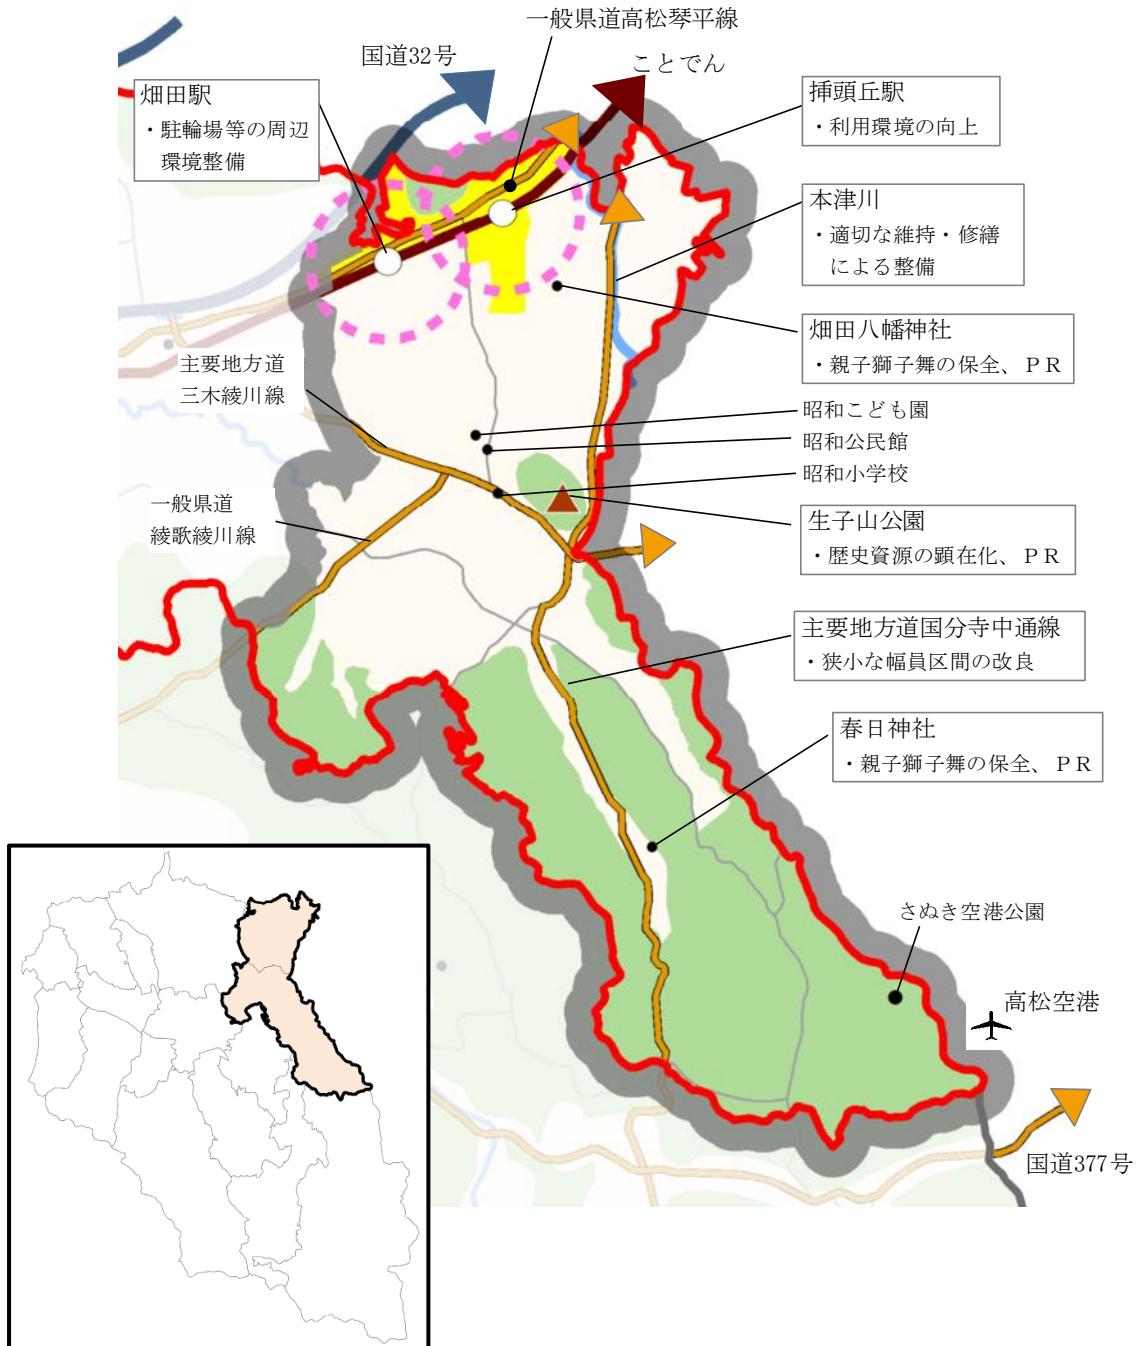 一般県道高松琴平線
国道32号
ことでん
畑田駅
・駐輪場等の周辺
環境整備
挿頭丘駅
・利用環境の向上
本津川
・適切な維持・修繕
による整備
畑田八幡神社
・親子獅子舞の保全、ＰＲ
主要地方道
三木綾川線
昭和こども園
昭和公民館
昭和小学校
一般県道
綾歌綾川線
生子山公園
・歴史資源の顕在化、ＰＲ
主要地方道国分寺中通線
・狭小な幅員区間の改良
春日神社
・親子獅子舞の保全、ＰＲ
さぬき空港公園
高松空港
国道377号